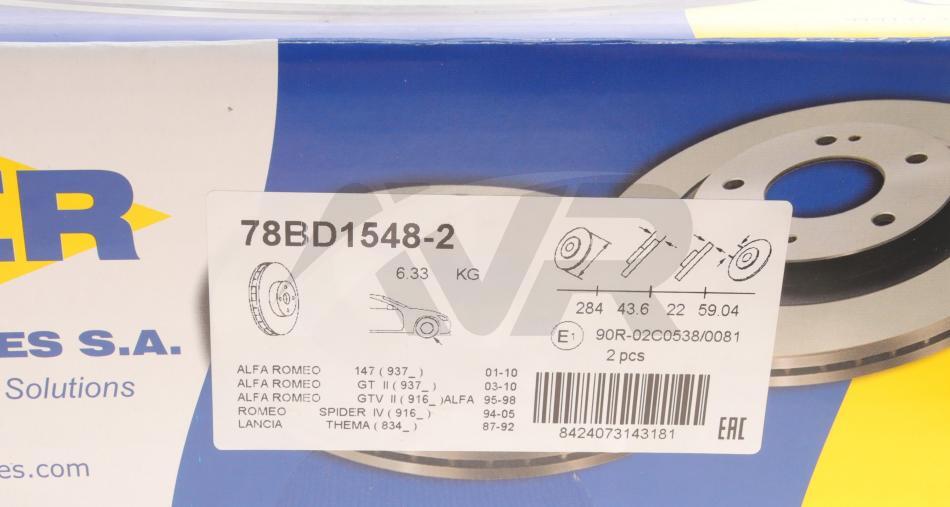 ER
ES S.A.
Solutions
es.com
78BD1548-2
6.33 KG
284 43.6 22 59.04
E1 90R-02C0538/0081
2 pcs
ALFA ROMEO 147 ( 937_ ) 01-10
ALFA ROMEO GT II ( 937_ ) 03-10
ALFA ROMEO GTV II ( 916_ )ALFA 95-98
ROMEO SPIDER IV ( 916_ ) 94-05
LANCIA THEMA ( 834_ ) 87-92
8424073143181
EAC
NR